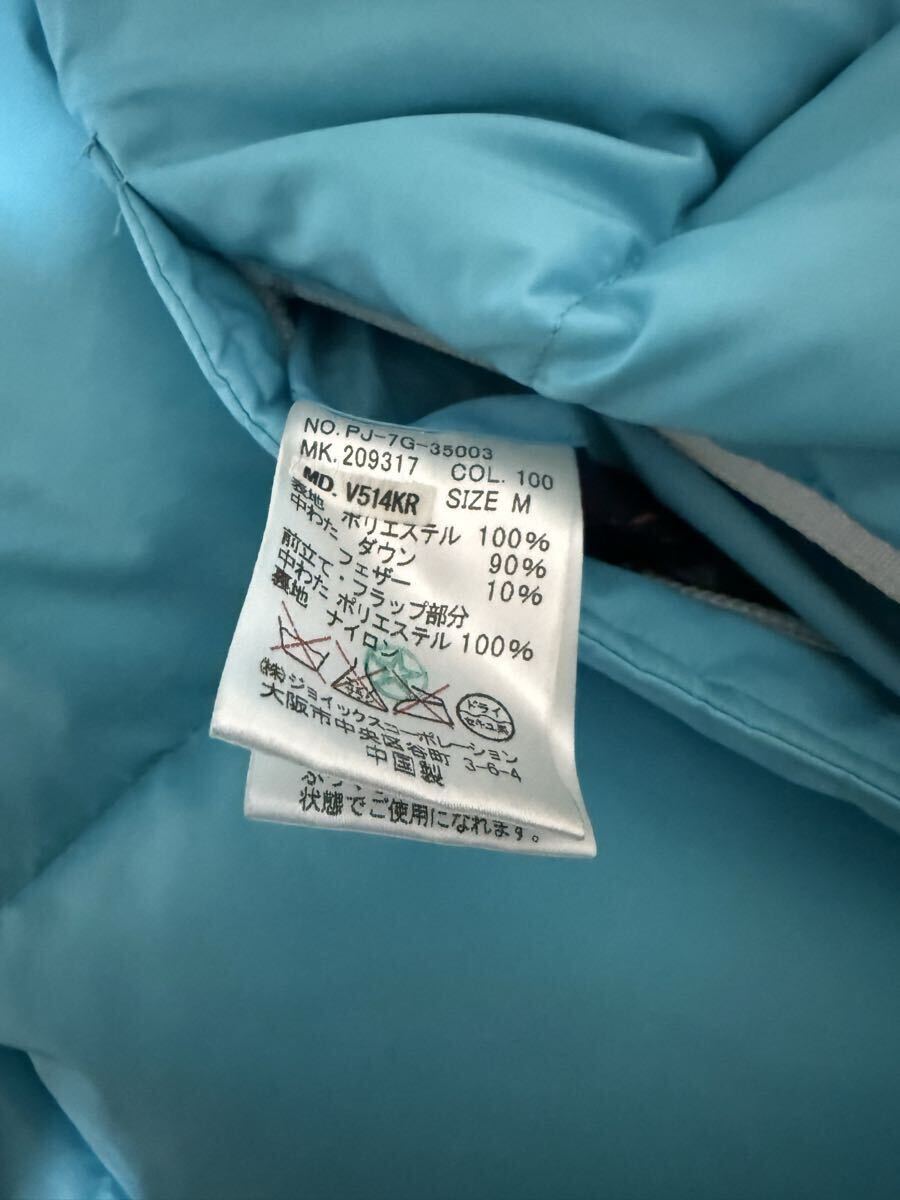 NO. PJ-7G-35003
MK. 209317 COL. 100
MD. V514KR SIZE M
表地 ポリエステル 100%
中わた ダウン 90%
フェザー 10%
前立て・フラップ部分
中わた ポリエステル 100%
裏地 ナイロン
ドライ
セキユ系
(株)ジョイックスコーポレーション
大阪市中央区谷町 3-6-4
中国製
状態でご使用になれます。